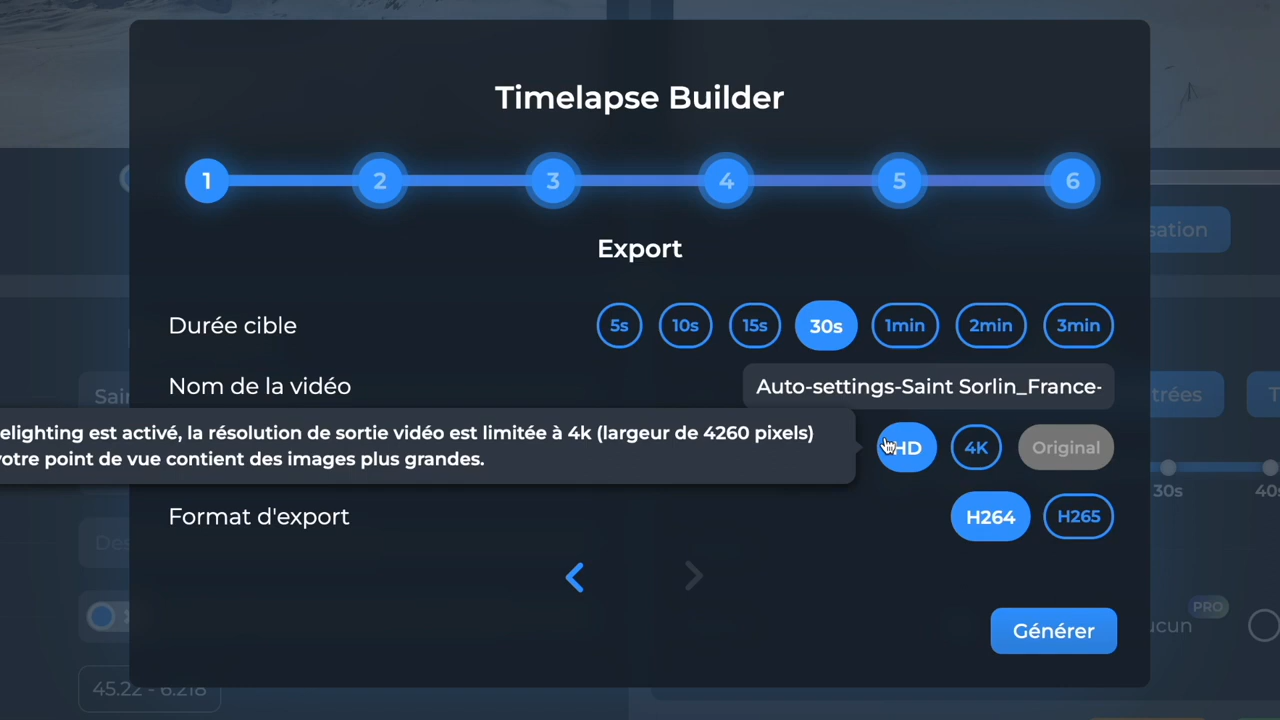 Timelapse Builder
1 2 3 4 5 6
Export
Durée cible 5s 10s 15s 30s 1min 2min 3min
Nom de la vidéo Auto-settings-Saint Sorlin_France-
est activé, la résolution de sortie vidéo est limitée à 4k (largeur de 4260 pixels)
votre point de vue contient des images plus grandes.
HD 4K Original
30s
Format d'export H264 H265
PRO
Générer
45.22 - 6.218